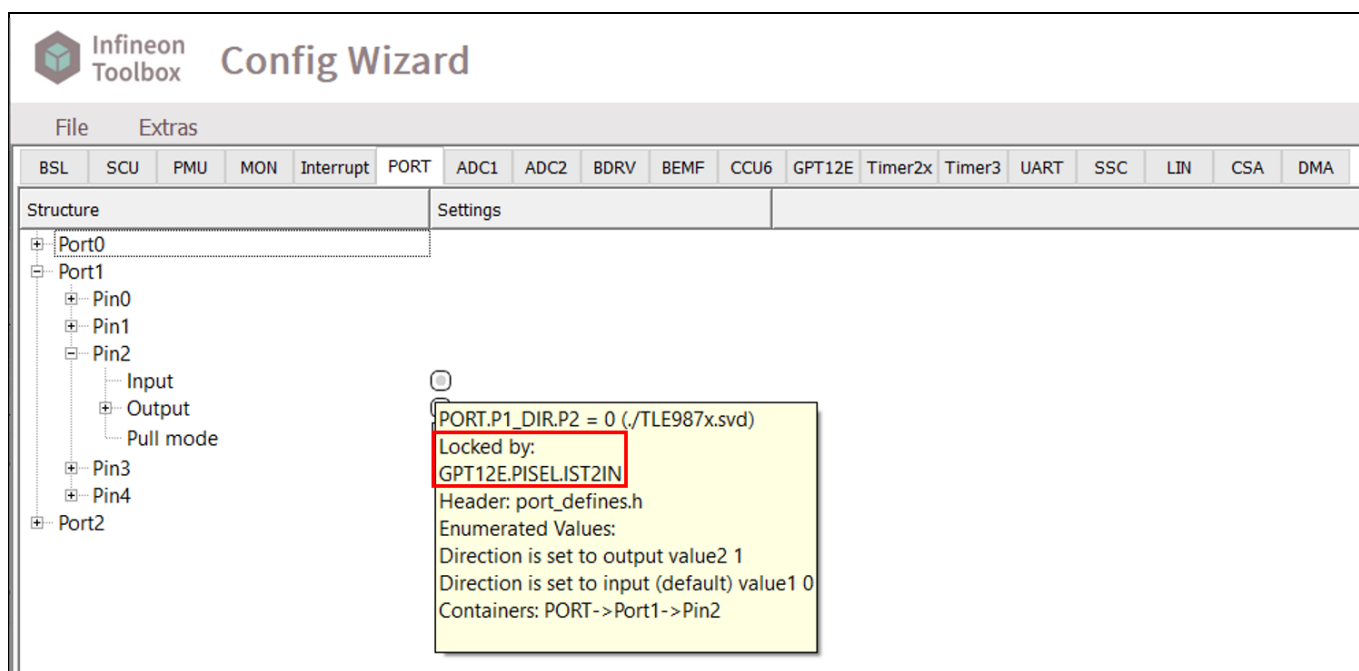 Infineon
Toolbox
Config Wizard
File Extras
BSL SCU PMU MON Interrupt PORT ADC1 ADC2 BDRV BEMF CCU6 GPT12E Timer2x Timer3 UART SSC LIN CSA DMA
Structure Settings
Port0
Port1
Pin0
Pin1
Pin2
Input
Output
Pull mode
Pin3
Pin4
Port2
PORT.P1_DIR.P2 = 0 (./TLE987x.svd)
Locked by:
GPT12E.PISEL.IST2IN
Header: port_defines.h
Enumerated Values:
Direction is set to output value2 1
Direction is set to input (default) value1 0
Containers: PORT->Port1->Pin2